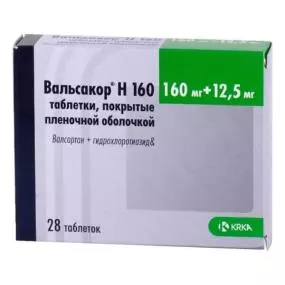 Вальсакор® Н 160
160 мг+12,5 мг
таблетки, покрытые
пленочной оболочкой
Валсартан + гидрохлоротиазид&
28 таблеток
KRKA